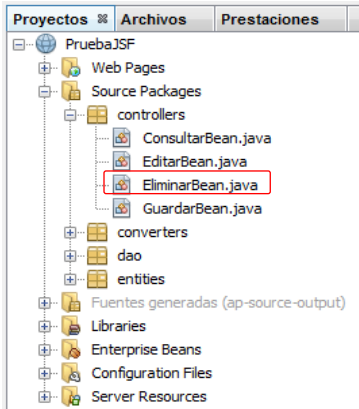 Proyectos Archivos Prestaciones
PruebaJSF
Web Pages
Source Packages
controllers
ConsultarBean.java
EditarBean.java
EliminarBean.java
GuardarBean.java
converters
dao
entities
Fuentes generadas (ap-source-output)
Libraries
Enterprise Beans
Configuration Files
Server Resources